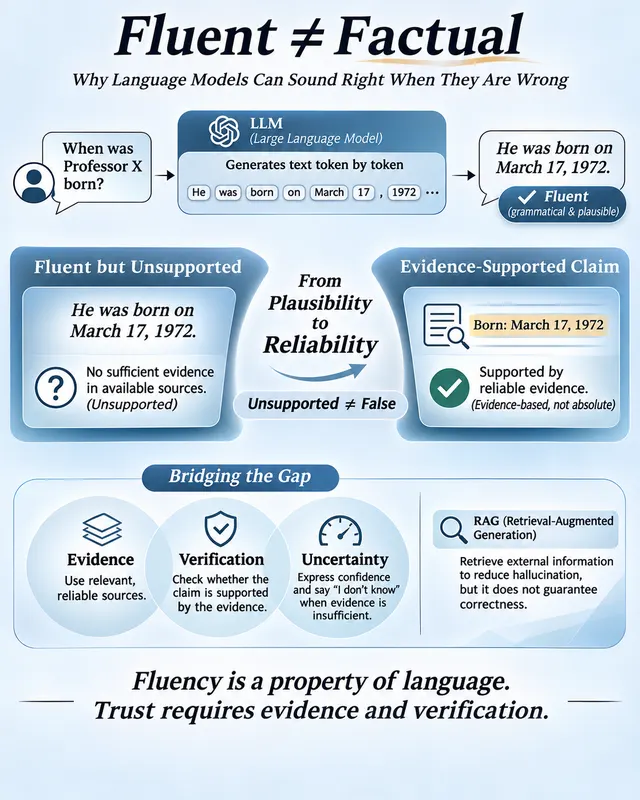 Fluent ≠ Factual
Why Language Models Can Sound Right When They Are Wrong
When was
Professor X
born?
LLM
(Large Language Model)
Generates text token by token
He was born on March 17 , 1972 ...
He was born on
March 17, 1972.
Fluent
(grammatical & plausible)
Fluent but Unsupported
He was born on
March 17, 1972.
?
No sufficient evidence
in available sources.
(Unsupported)
From
Plausibility
to
Reliability
Unsupported ≠ False
Evidence-Supported Claim
Born: March 17, 1972
Supported by
reliable evidence.
(Evidence-based, not absolute)
Bridging the Gap
Evidence
Use relevant,
reliable sources.
Verification
Check whether the
claim is supported
by the evidence.
Uncertainty
Express confidence
and say "I don't know"
when evidence is
insufficient.
RAG (Retrieval-Augmented
Generation)
Retrieve external information
to reduce hallucination,
but it does not guarantee
correctness.
Fluency is a property of language.
Trust requires evidence and verification.